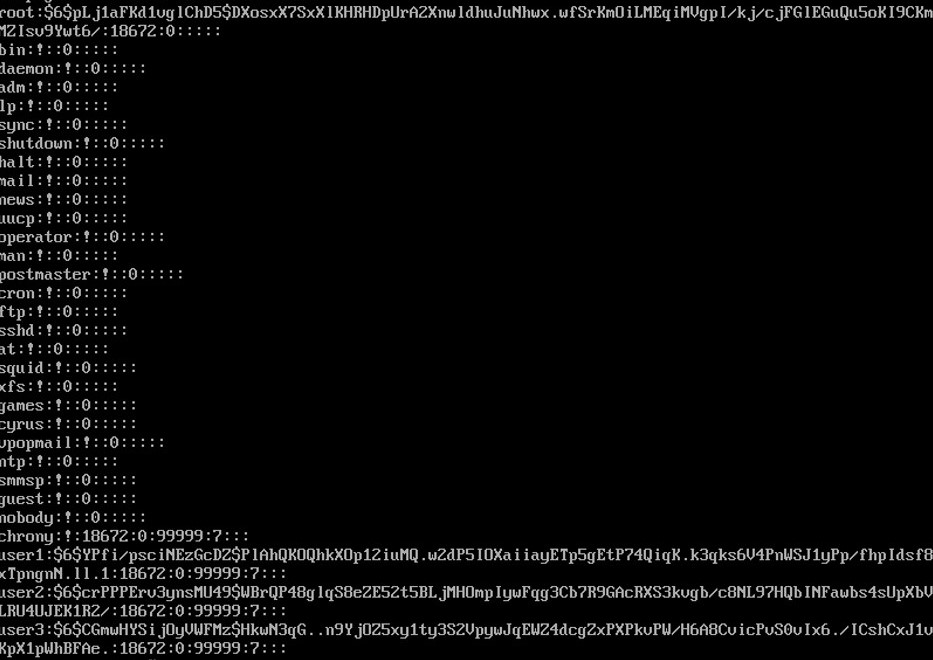 root:$6$pLj1aFKd1vglChD5$DXosxX7SxXlKHRHDpUrA2XnwldhuJuNhwx.wfSrKmOiLMEqiMVgpI/kj/cjFGlEGuQu5oKI9CKm
MZIsv9Ywt6/:18672:0:::::
bin:!::0:::::
daemon:!::0:::::
adm:!::0:::::
lp:!::0:::::
sync:!::0:::::
shutdown:!::0:::::
halt:!::0:::::
mail:!::0:::::
news:!::0:::::
uucp:!::0:::::
operator:!::0:::::
man:!::0:::::
postmaster:!::0:::::
cron:!::0:::::
ftp:!::0:::::
sshd:!::0:::::
at:!::0:::::
squid:!::0:::::
xfs:!::0:::::
games:!::0:::::
cyrus:!::0:::::
vpopmail:!::0:::::
ntp:!::0:::::
smmsp:!::0:::::
guest:!::0:::::
nobody:!::0:::::
chrony:!:18672:0:99999:7:::
user1:$6$YPfi/psciNEzGcDZ$PlAhQKOQhkXOp12iuMQ.w2dP5IOXaiiayETp5gEtP74QiqK.k3qks6V4PnWSJ1yPp/fhpIdsf8
xTpngnN.ll.1:18672:0:99999:7:::
user2:$6$crPPPErv3ynsMU49$WBrQP48glqS8eZE52t5BLjMHOmpIywFqg3Cb7R9GAcRXS3kvgb/c8NL97HQbINFawbs4sUpXbV
LRU4UJEK1R2/:18672:0:99999:7:::
user3:$6$CGmwHYSijOyVWFMz$HkwN3qG..n9YjOZ5xy1ty3S2VpywJqEWZ4dcgZxPXPkvPW/H6A8CvicPvS0vIx6./ICshCxJ1v
KpX1pWhBFAe.:18672:0:99999:7:::